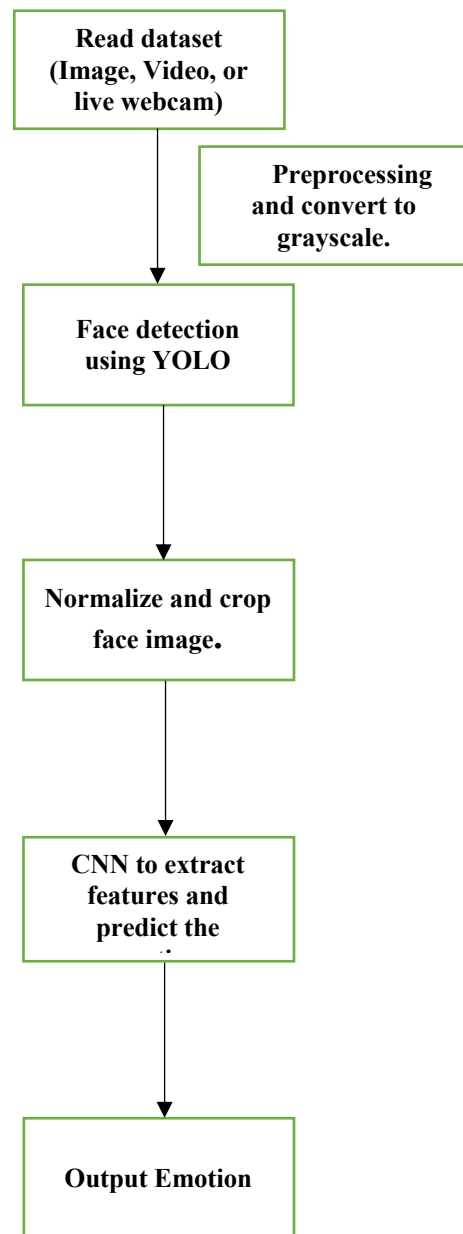 Read dataset
(Image, Video, or
live webcam)
Preprocessing
and convert to
grayscale.
Face detection
using YOLO
Normalize and crop
face image.
CNN to extract
features and
predict the
Output Emotion